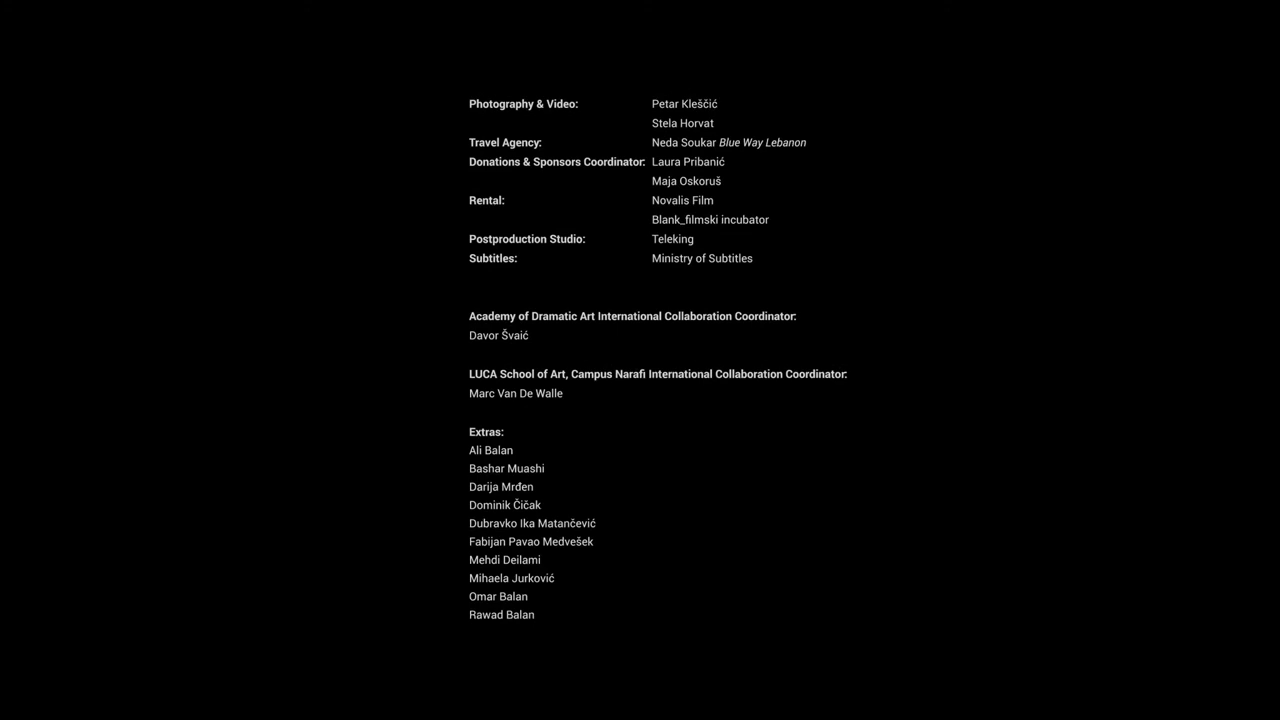 Photography & Video: Petar Kleščić
Stela Horvat
Travel Agency: Neda Soukar Blue Way Lebanon
Donations & Sponsors Coordinator: Laura Pribanić
Maja Oskoruš
Rental: Novalis Film
Blank_filmski incubator
Postproduction Studio: Teleking
Subtitles: Ministry of Subtitles
Academy of Dramatic Art International Collaboration Coordinator:
Davor Švaić
LUCA School of Art, Campus Narafi International Collaboration Coordinator:
Marc Van De Walle
Extras:
Ali Balan
Bashar Muashi
Darija Mrđen
Dominik Čičak
Dubravko Ika Matančević
Fabijan Pavao Medvešek
Mehdi Deilami
Mihaela Jurković
Omar Balan
Rawad Balan